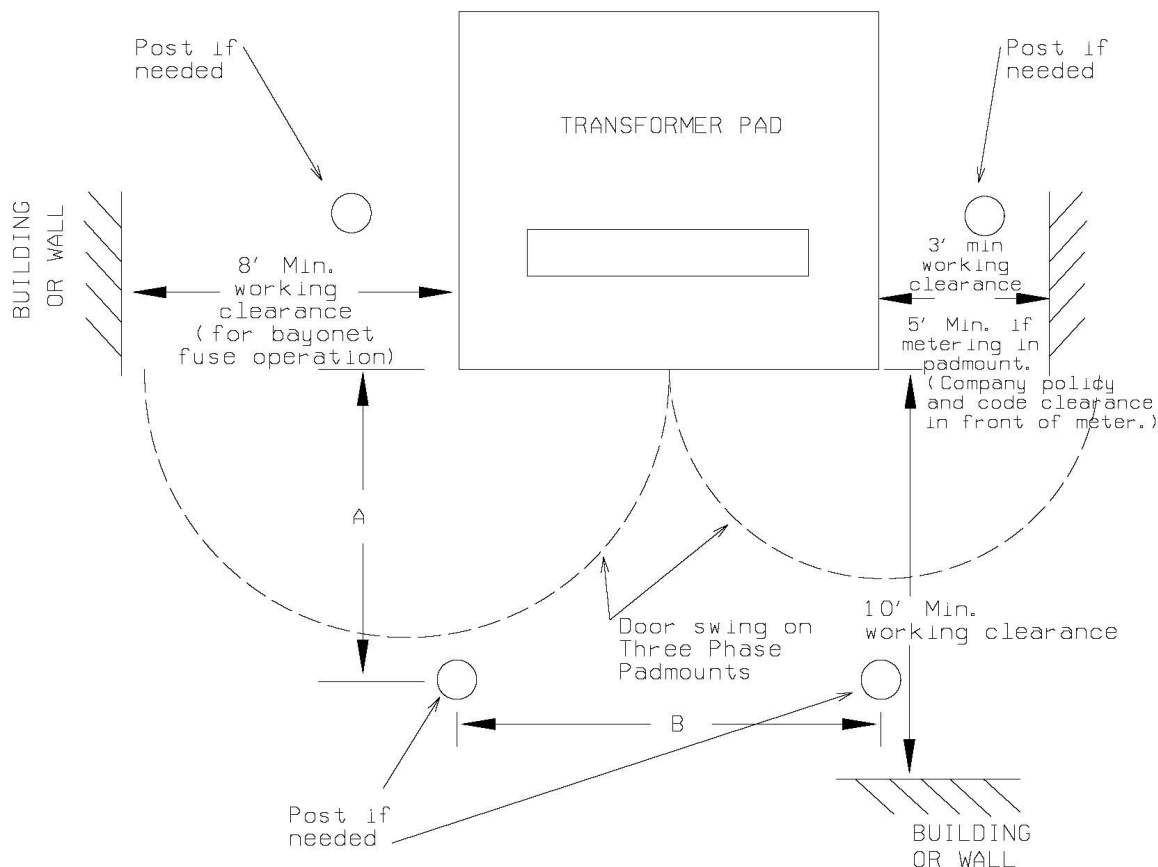 Post if
needed
Post if
needed
TRANSFORMER PAD
BUILDING
OR WALL
8' Min.
working
clearance
(for bayonet
fuse operation)
3' min
working
clearance
5' Min. if
metering in
padmount.
(Company policy
and code clearance
in front of meter.)
A
10' Min.
working clearance
Door swing on
Three Phase
Padmounts
B
Post if
needed
BUILDING
OR WALL